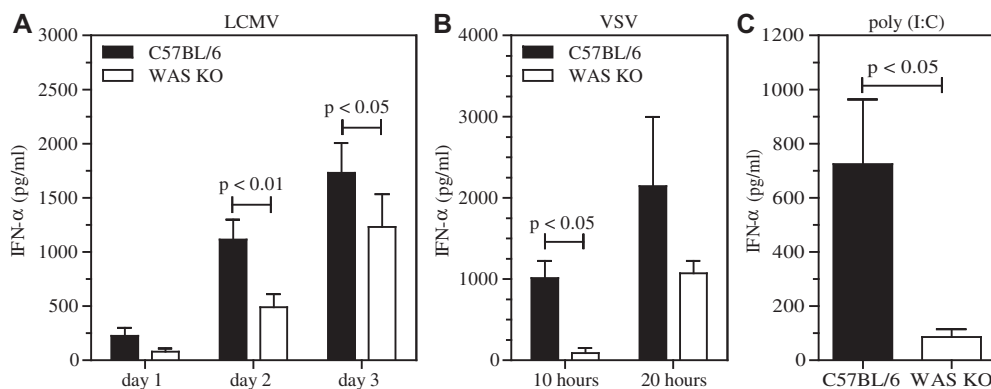 A
LCMV
IFN-α (pg/ml)
3000
2500
2000
1500
1000
500
0
C57BL/6
WAS KO
p < 0.01
p < 0.05
day 1 day 2 day 3
B
VSV
IFN-α (pg/ml)
4000
3000
2000
1000
0
C57BL/6
WAS KO
p < 0.05
10 hours 20 hours
C
poly (I:C)
IFN-α (pg/ml)
1200
1000
800
600
400
200
0
p < 0.05
C57BL/6 WAS KO